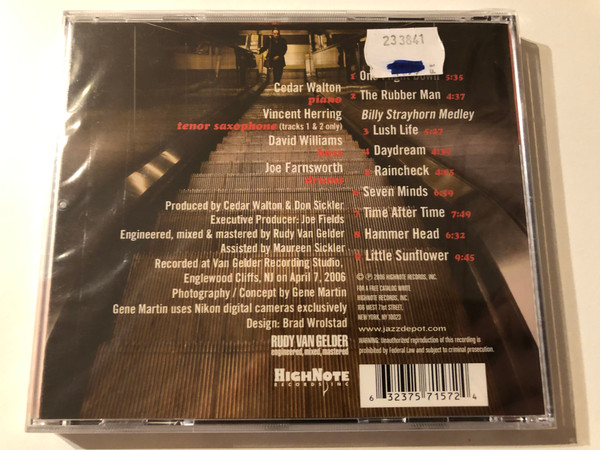 233841
Cedar Walton
piano
Vincent Herring
tenor saxophone (tracks 1 & 2 only)
David Williams
bass
Joe Farnsworth
drums
Produced by Cedar Walton & Don Sickler
Executive Producer: Joe Fields
Engineered, mixed & mastered by Rudy Van Gelder
Assisted by Maureen Sickler
Recorded at Van Gelder Recording Studio,
Englewood Cliffs, NJ on April 7, 2006
Photography / Concept by Gene Martin
Gene Martin uses Nikon digital cameras exclusively
Design: Brad Wrolstad
RUDY VAN GELDER
engineered, mixed, mastered
HIGHNOTE
RECORDS, INC.
1 One 5:35
2 The Rubber Man 4:37
Billy Strayhorn Medley
3 Lush Life
4 Daydream
5 Raincheck 4:55
6 Seven Minds 6:59
7 Time After Time 7:49
8 Hammer Head 6:32
9 Little Sunflower 9:45
© ℗ 2006 HIGHNOTE RECORDS, INC.
FOR A FREE CATALOG WRITE
HIGHNOTE RECORDS, INC.
106 WEST 71st STREET,
NEW YORK, NY 10023
www.jazzdepot.com
WARNING: Unauthorized reproduction of this recording is
prohibited by Federal Law and subject to criminal prosecution.
6 32375 71572 4